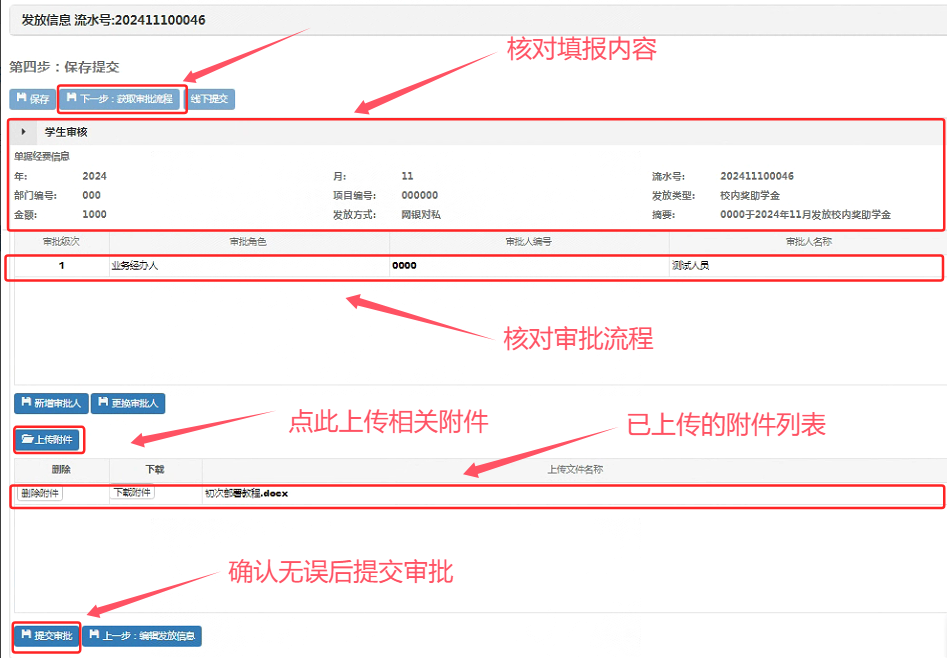 发放信息 流水号:202411100046
核对填报内容
第四步：保存提交
保存 下一步：获取审批流程 线下提交
学生审核
单据经费信息
年: 2024 月: 11 流水号: 202411100046
部门编号: 000 项目编号: 000000 发放类型: 校内奖助学金
金额: 1000 发放方式: 网银对私 摘要: 0000于2024年11月发放校内奖助学金
审批级次 审批角色 审批人编号 审批人名称
1 业务经办人 0000 测试人员
核对审批流程
新增审批人 更换审批人
点此上传相关附件
已上传的附件列表
上传附件
删除 下载 上传文件名称
删除附件 下载附件 初次部署教程.docx
确认无误后提交审批
提交审批 上一步：编辑发放信息